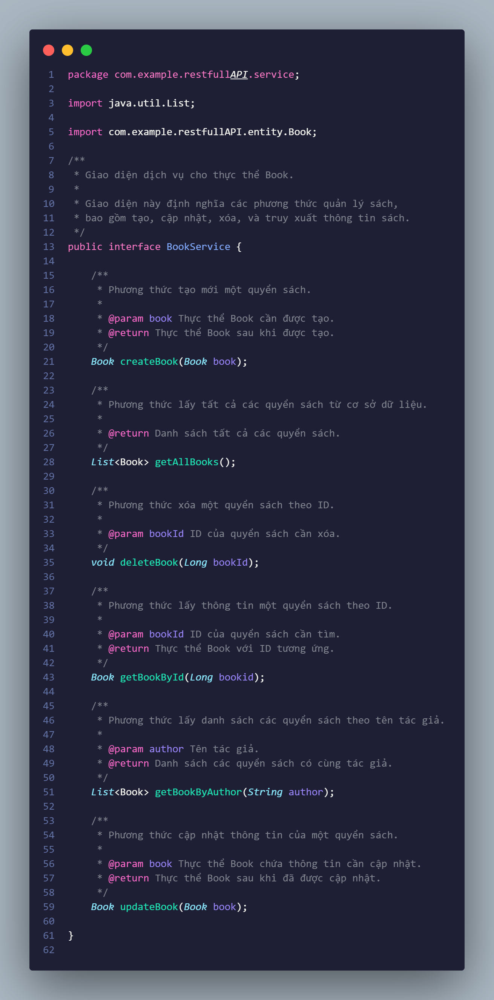 1 package com.example.restfullAPI.service;
2
3 import java.util.List;
4
5 import com.example.restfullAPI.entity.Book;
6
7 /**
8  * Giao diện dịch vụ cho thực thể Book.
9  *
10  * Giao diện này định nghĩa các phương thức quản lý sách,
11  * bao gồm tạo, cập nhật, xóa, và truy xuất thông tin sách.
12  */
13 public interface BookService {
14
15     /**
16      * Phương thức tạo mới một quyển sách.
17      *
18      * @param book Thực thể Book cần được tạo.
19      * @return Thực thể Book sau khi được tạo.
20      */
21     Book createBook(Book book);
22
23     /**
24      * Phương thức lấy tất cả các quyển sách từ cơ sở dữ liệu.
25      *
26      * @return Danh sách tất cả các quyển sách.
27      */
28     List<Book> getAllBooks();
29
30     /**
31      * Phương thức xóa một quyển sách theo ID.
32      *
33      * @param bookId ID của quyển sách cần xóa.
34      */
35     void deleteBook(Long bookId);
36
37     /**
38      * Phương thức lấy thông tin một quyển sách theo ID.
39      *
40      * @param bookId ID của quyển sách cần tìm.
41      * @return Thực thể Book với ID tương ứng.
42      */
43     Book getBookById(Long bookid);
44
45     /**
46      * Phương thức lấy danh sách các quyển sách theo tên tác giả.
47      *
48      * @param author Tên tác giả.
49      * @return Danh sách các quyển sách có cùng tác giả.
50      */
51     List<Book> getBookByAuthor(String author);
52
53     /**
54      * Phương thức cập nhật thông tin của một quyển sách.
55      *
56      * @param book Thực thể Book chứa thông tin cần cập nhật.
57      * @return Thực thể Book sau khi đã được cập nhật.
58      */
59     Book updateBook(Book book);
60
61 }
62